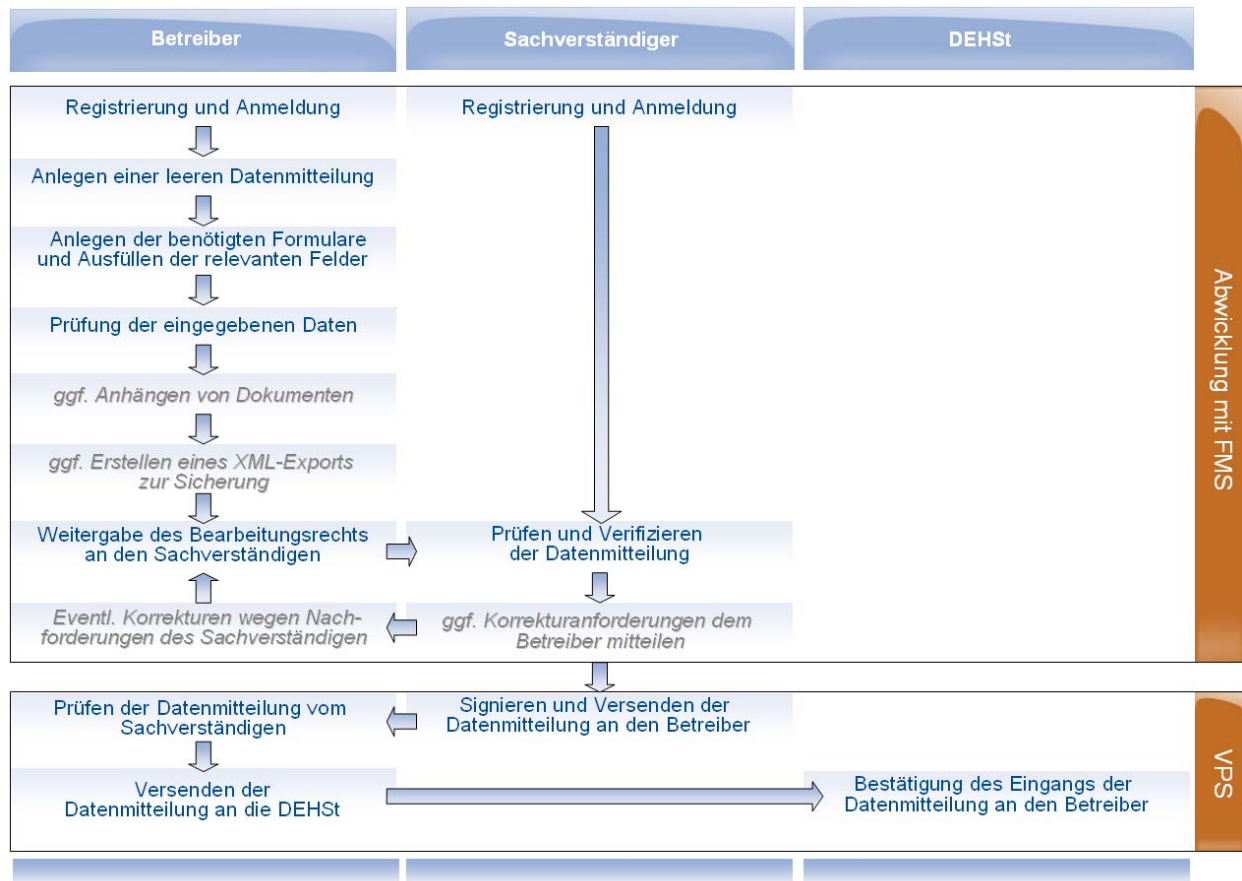 Betreiber
Sachverständiger
DEHSt
Registrierung und Anmeldung
Registrierung und Anmeldung
Anlegen einer leeren Datenmitteilung
Anlegen der benötigten Formulare
und Ausfüllen der relevanten Felder
Prüfung der eingegebenen Daten
ggf. Anhängen von Dokumenten
ggf. Erstellen eines XML-Exports
zur Sicherung
Weitergabe des Bearbeitungsrechts
an den Sachverständigen
Prüfen und Verifizieren
der Datenmitteilung
Eventl. Korrekturen wegen Nach-
forderungen des Sachverständigen
ggf. Korrekturanforderungen dem
Betreiber mitteilen
Abwicklung mit FMS
Prüfen der Datenmitteilung vom
Sachverständigen
Signieren und Versenden der
Datenmitteilung an den Betreiber
Versenden der
Datenmitteilung an die DEHSt
Bestätigung des Eingangs der
Datenmitteilung an den Betreiber
VPS